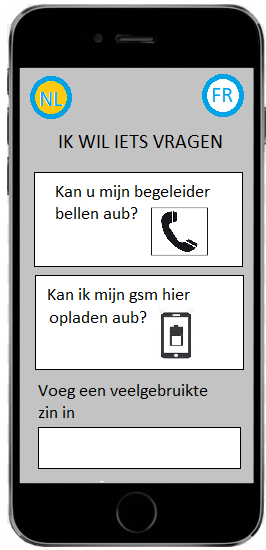 NL
FR
IK WIL IETS VRAGEN
Kan u mijn begeleider
bellen aub?
Kan ik mijn gsm hier
opladen aub?
Voeg een veelgebruikte
zin in